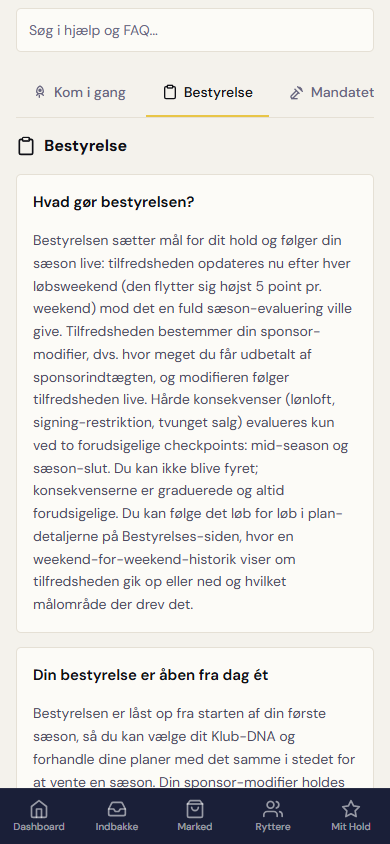 Søg i hjælp og FAQ...
Kom i gang
Bestyrelse
Mandatet
Bestyrelse
Hvad gør bestyrelsen?
Bestyrelsen sætter mål for dit hold og følger din
sæson live: tilfredsheden opdateres nu efter hver
løbsweekend (den flytter sig højst 5 point pr.
weekend) mod det en fuld sæson-evaluering ville
give. Tilfredsheden bestemmer din sponsor-
modifier, dvs. hvor meget du får udbetalt af
sponsorindtægten, og modifieren følger
tilfredsheden live. Hårde konsekvenser (lønloft,
signing-restriktion, tvunget salg) evalueres kun
ved to forudsigelige checkpoints: mid-season og
sæson-slut. Du kan ikke blive fyret;
konsekvenserne er graduerede og altid
forudsigelige. Du kan følge det løb for løb i plan-
detaljerne på Bestyrelses-siden, hvor en
weekend-for-weekend-historik viser om
tilfredsheden gik op eller ned og hvilket
målområde der drev det.
Din bestyrelse er åben fra dag ét
Bestyrelsen er låst op fra starten af din første
sæson, så du kan vælge dit Klub-DNA og
forhandle dine planer med det samme i stedet for
at vente en sæson. Din sponsor-modifier holdes
Dashboard
Indbakke
Marked
Ryttere
Mit Hold